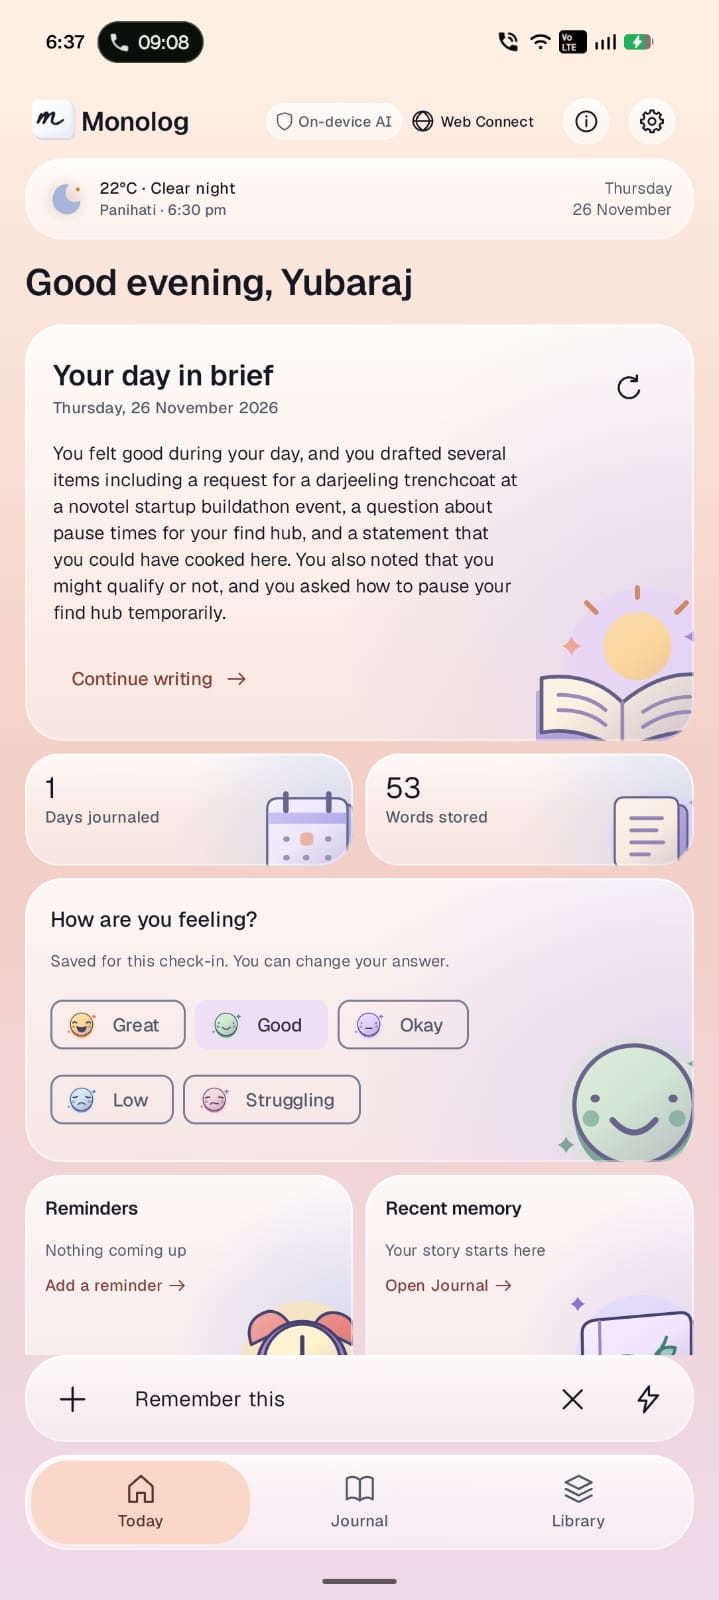 6:37
09:08
Vo
LTE
m
Monolog
On-device AI
Web Connect
22°C · Clear night
Panihati · 6:30 pm
Thursday
26 November
Good evening, Yubaraj
Your day in brief
Thursday, 26 November 2026
You felt good during your day, and you drafted several
items including a request for a darjeeling trenchcoat at
a novotel startup buildathon event, a question about
pause times for your find hub, and a statement that
you could have cooked here. You also noted that you
might qualify or not, and you asked how to pause your
find hub temporarily.
Continue writing →
1
Days journaled
53
Words stored
How are you feeling?
Saved for this check-in. You can change your answer.
Great
Good
Okay
Low
Struggling
Reminders
Nothing coming up
Add a reminder →
Recent memory
Your story starts here
Open Journal →
Remember this
Today
Journal
Library